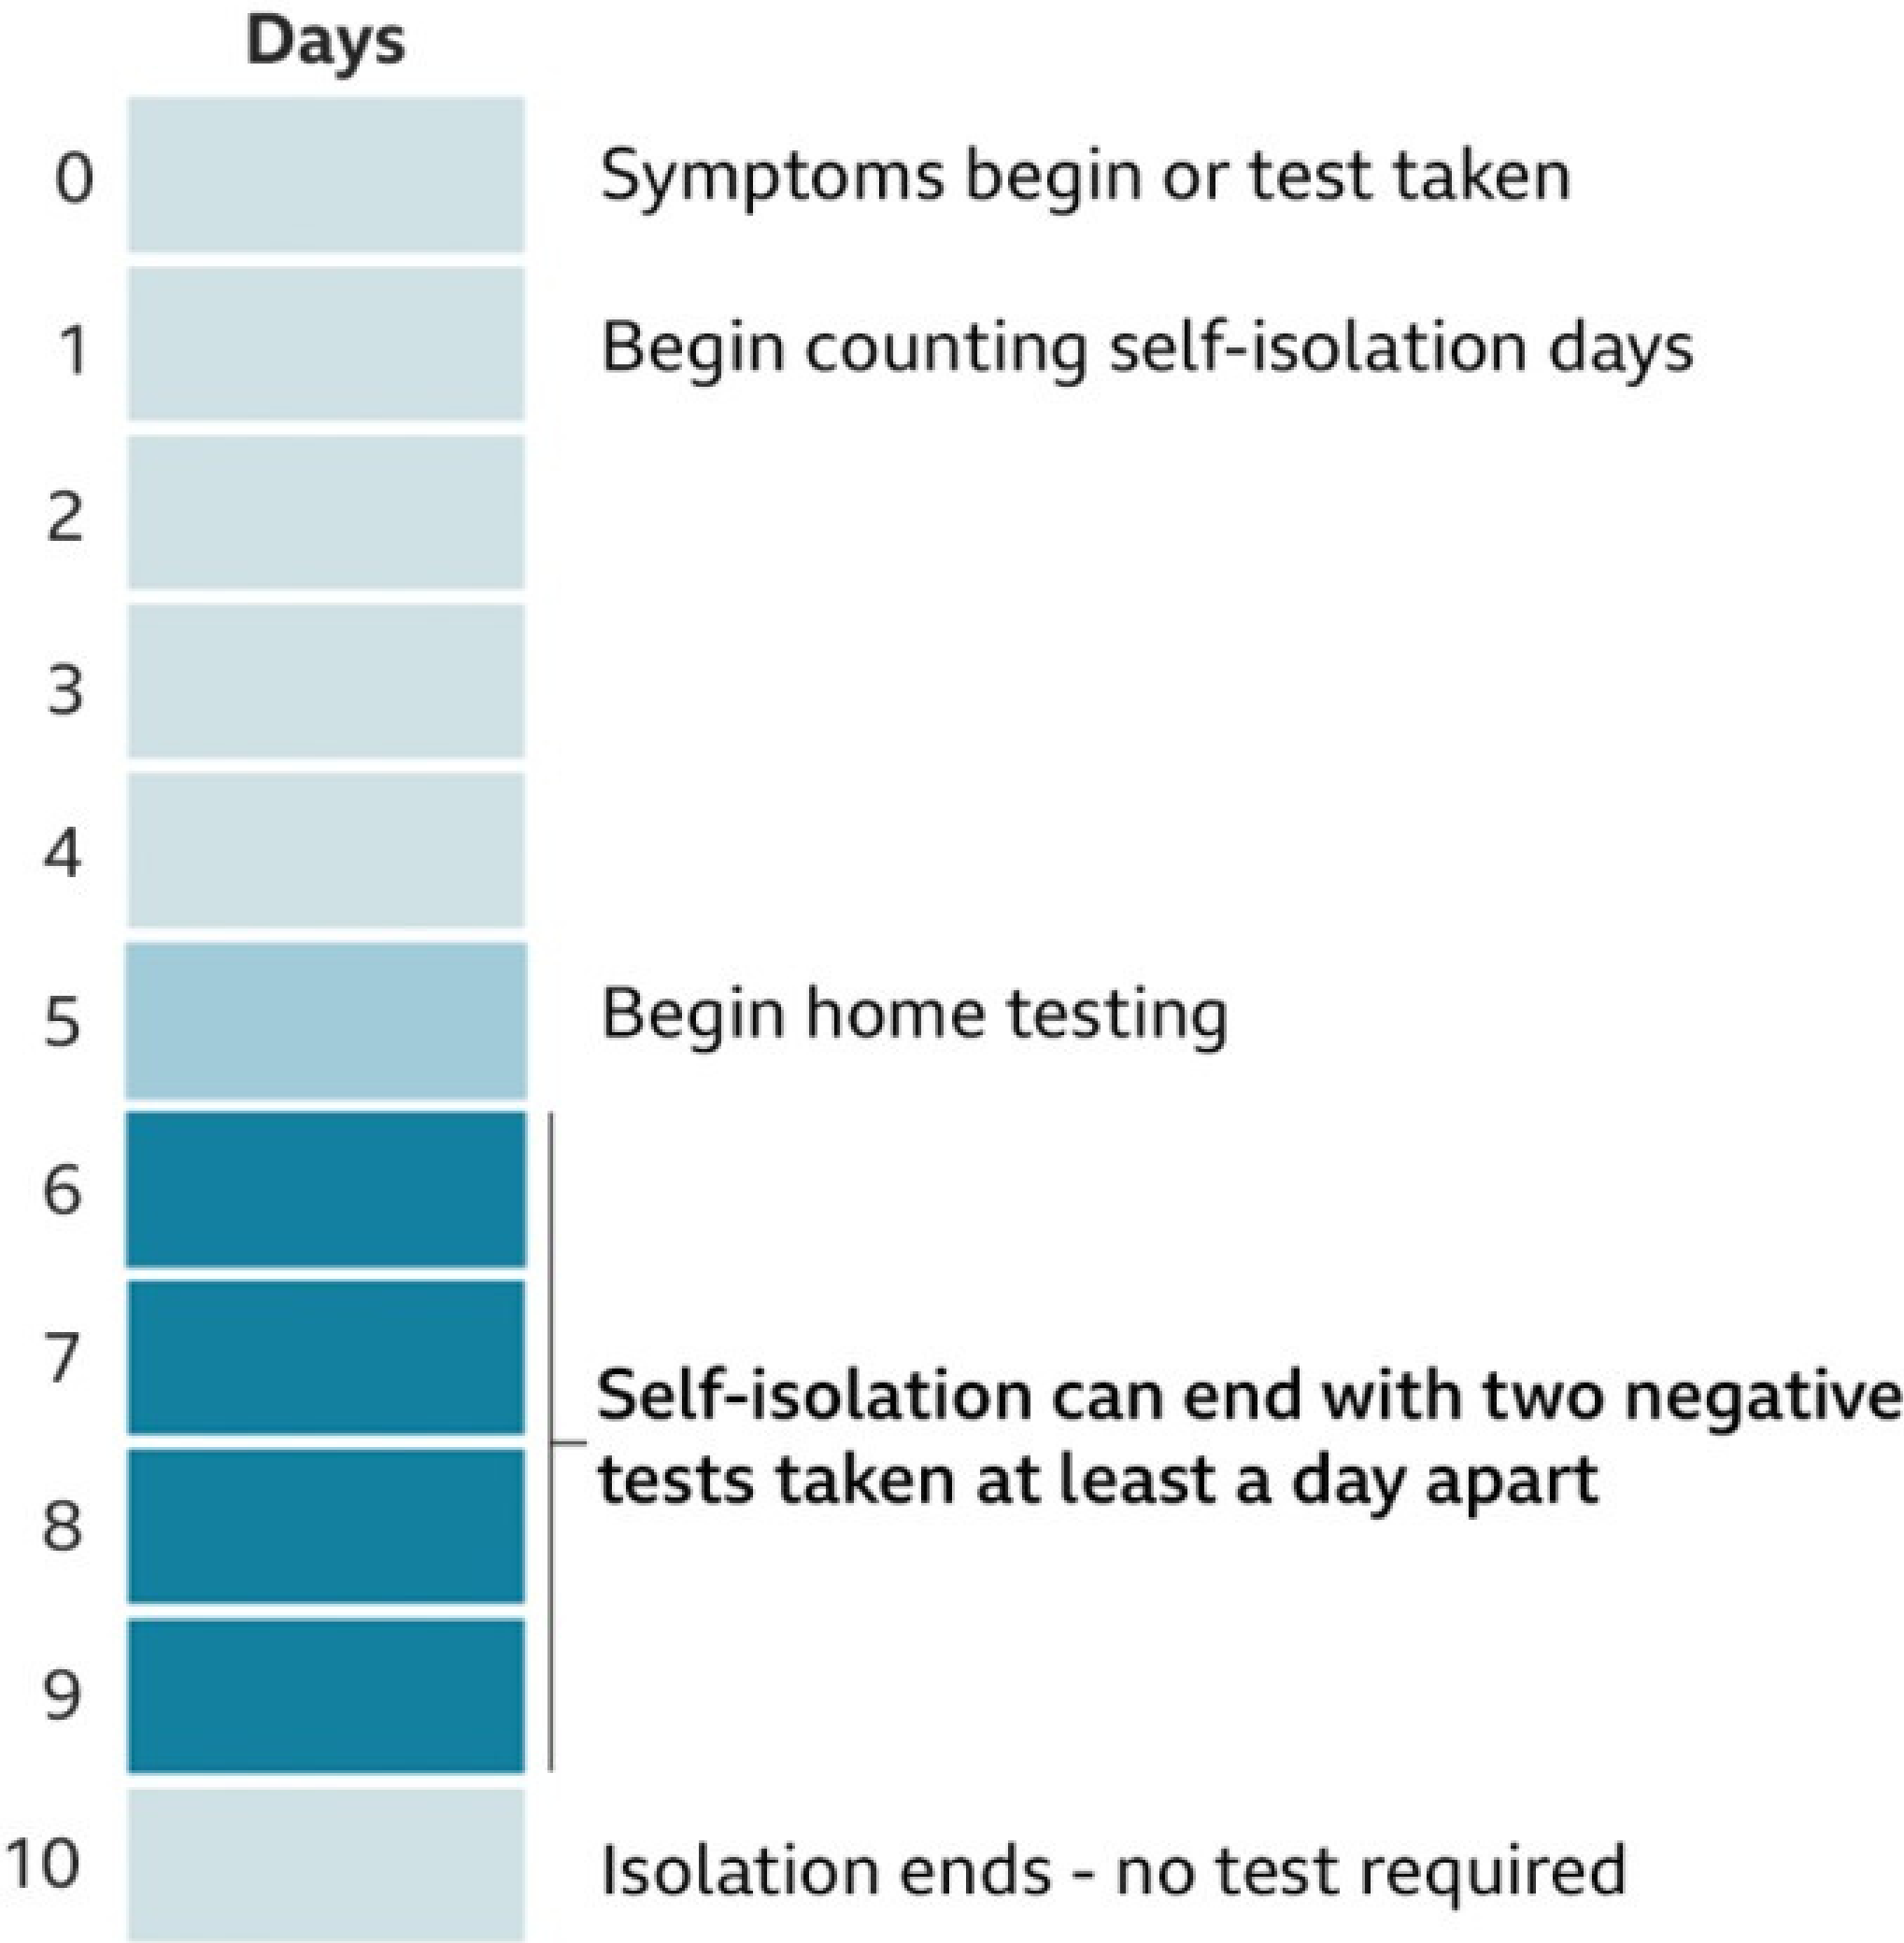 Days
0 Symptoms begin or test taken
1 Begin counting self-isolation days
2
3
4
5 Begin home testing
6
7
Self-isolation can end with two negative
tests taken at least a day apart
8
9
10 Isolation ends - no test required